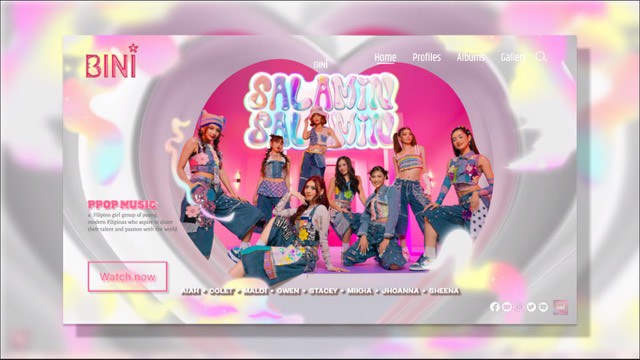 BINI
BINI
Home Profiles Albums Gallery
SALAMIN
SALAMIN
PPOP MUSIC
a Filipino girl group of young,
modern Filipinas who aspire to share
their talent and passion with the world
Watch now
AIAH • COLET • MALOI • GWEN • STACEY • MIKHA • JHOANNA • SHEENA